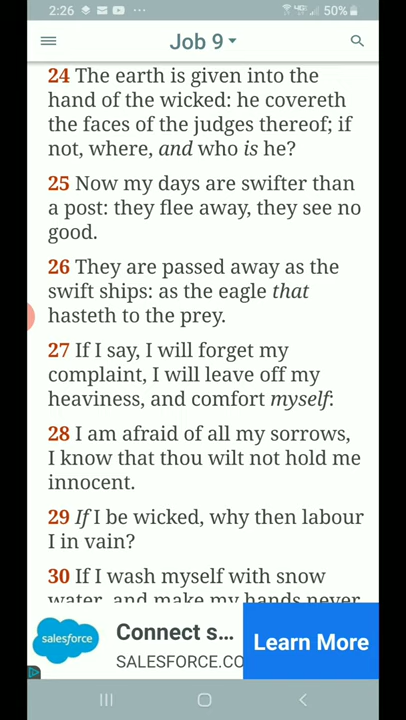 2:26 50%
Job 9
24 The earth is given into the
hand of the wicked: he covereth
the faces of the judges thereof; if
not, where, and who is he?
25 Now my days are swifter than
a post: they flee away, they see no
good.
26 They are passed away as the
swift ships: as the eagle that
hasteth to the prey.
27 If I say, I will forget my
complaint, I will leave off my
heaviness, and comfort myself:
28 I am afraid of all my sorrows,
I know that thou wilt not hold me
innocent.
29 If I be wicked, why then labour
I in vain?
30 If I wash myself with snow
water, and make my hands never
salesforce
Connect s...
SALESFORCE.CO
Learn More